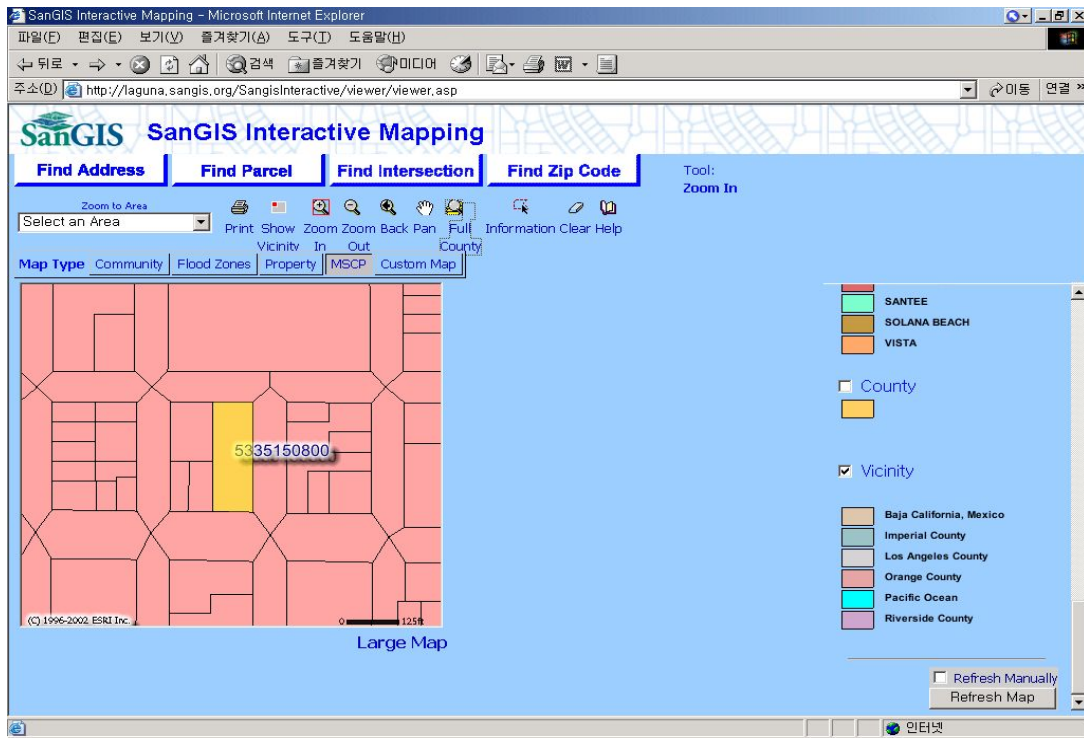 SanGIS Interactive Mapping - Microsoft Internet Explorer
파일(F) 편집(E) 보기(V) 즐겨찾기(A) 도구(T) 도움말(H)
뒤로 검색 즐겨찾기 미디어
주소(D) http://laguna.sangis.org/SangisInteractive/viewer/viewer.asp 이동 연결 »
SanGIS SanGIS Interactive Mapping
Find Address Find Parcel Find Intersection Find Zip Code
Tool:
Zoom In
Zoom to Area
Select an Area
Print Show Vicinity Zoom In Zoom Out Back Pan Full County Information Clear Help
Map Type Community Flood Zones Property MSCP Custom Map
5335150800
(C) 1996-2002 ESRI Inc.
0 125ft
Large Map
SANTEE
SOLANA BEACH
VISTA
County
Vicinity
Baja California, Mexico
Imperial County
Los Angeles County
Orange County
Pacific Ocean
Riverside County
Refresh Manually
Refresh Map
인터넷